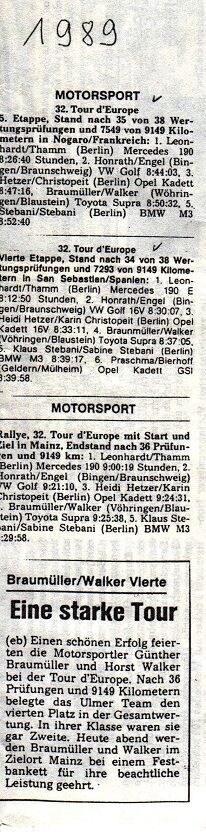 1989
MOTORSPORT
32. Tour d'Europe
5. Etappe, Stand nach 35 von 38 Wer-
tungsprüfungen und 7549 von 9149 Kilo-
metern in Nogaro/Frankreich: 1. Leon-
hardt/Thamm (Berlin) Mercedes 190
8:26:40 Stunden, 2. Honrath/Engel (Bin-
gen/Braunschweig) VW Golf 8:44:03, 3.
Hetzer/Christopeit (Berlin) Opel Kadett
8:47:16, Braumüller/Walker (Vöhrin-
gen/Blaustein) Toyota Supra 8:50:32, 5.
Stebani/Stebani (Berlin) BMW M3
8:52:40
32. Tour d'Europe
Vierte Etappe, Stand nach 34 von 38 Wer-
tungsprüfungen und 7293 von 9149 Kilome-
tern in San Sebastian/Spanien: 1. Leon-
hardt/Thamm (Berlin) Mercedes 190 E
8:12:50 Stunden, 2. Honrath/Engel (Bin-
gen/Braunschweig) VW Golf 16V 8:30:07, 3.
Heidi Hetzer/Karin Christopeit (Berlin) Opel
Kadett 16V 8:33:11, 4. Braumüller/Walker
(Vöhringen/Blaustein) Toyota Supra 8:37:05,
5. Klaus Stebani/Sabine Stebani (Berlin)
BMW M3 8:39:17, 6. Praschma/Bierhoff
(Geldern/Mülheim) Opel Kadett GSI
8:39:58.
MOTORSPORT
Rallye, 32. Tour d'Europe mit Start und
Ziel in Mainz, Endstand nach 36 Prüfun-
gen und 9149 km: 1. Leonhardt/Thamm
(Berlin) Mercedes 190 9:00:19 Stunden, 2.
Honrath/Engel (Bingen/Braunschweig)
VW Golf 9:21:10, 3. Heidi Hetzer/Karin
Christopeit (Berlin) Opel Kadett 9:24:31,
Braumüller/Walker (Vöhringen/Blau-
stein) Toyota Supra 9:25:38, 5. Klaus Ste-
bani/Sabine Stebani (Berlin) BMW M3
9:29:58.
Braumüller/Walker Vierte
Eine starke Tour
(eb) Einen schönen Erfolg feier-
ten die Motorsportler Günther
Braumüller und Horst Walker
bei der Tour d'Europe. Nach 36
Prüfungen und 9149 Kilometern
belegte das Ulmer Team den
vierten Platz in der Gesamtwer-
tung. In ihrer Klasse waren sie
gar Zweite. Heute abend wer-
den Braumüller und Walker im
Zielort Mainz bei einem Fest-
bankett für ihre beachtliche
Leistung geehrt.